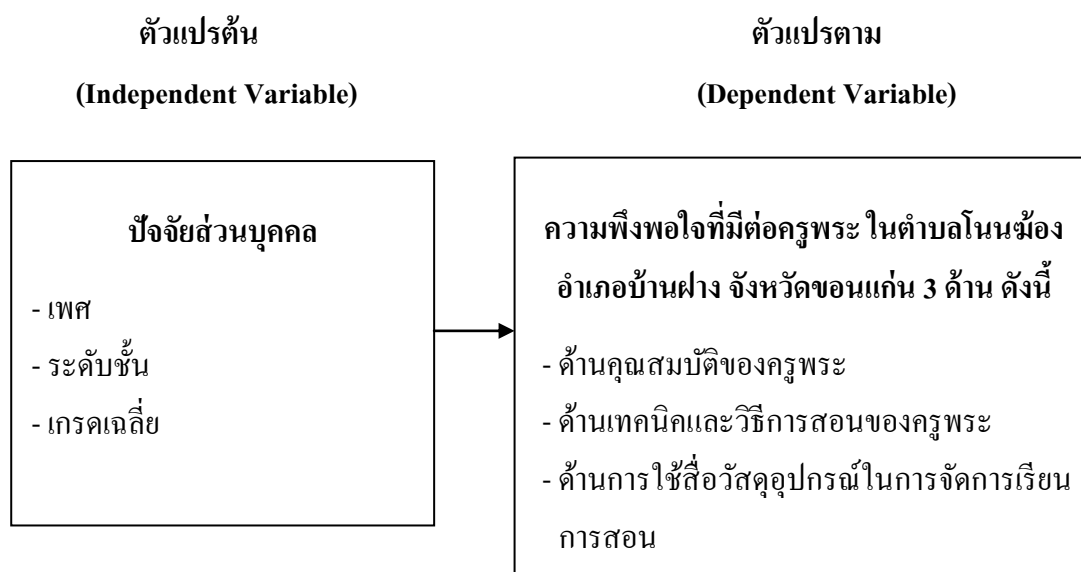 ตัวแปรต้น
(Independent Variable)
ปัจจัยส่วนบุคคล
- เพศ
- ระดับชั้น
- เกรดเฉลี่ย
ตัวแปรตาม
(Dependent Variable)
ความพึงพอใจที่มีต่อครูพระ ในตำบลโนนฆ้อง
อำเภอบ้านฝาง จังหวัดขอนแก่น 3 ด้าน ดังนี้
- ด้านคุณสมบัติของครูพระ
- ด้านเทคนิคและวิธีการสอนของครูพระ
- ด้านการใช้สื่อวัสดุอุปกรณ์ในการจัดการเรียน
การสอน